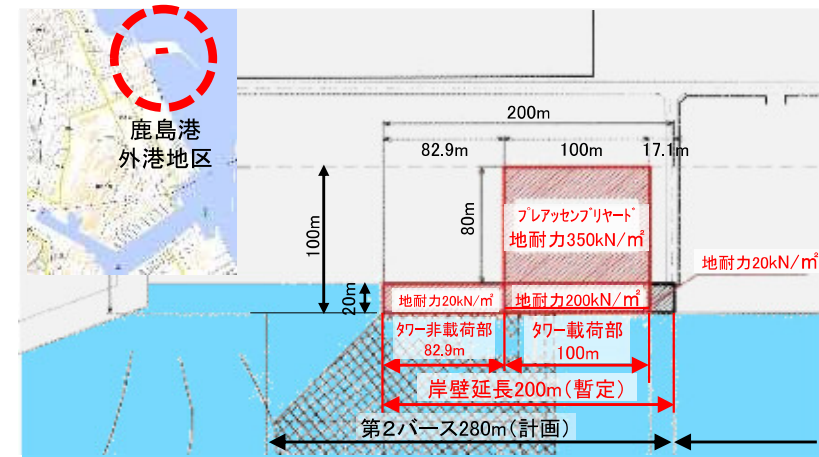 鹿島港
外港地区
200m
82.9m
100m
17.1m
100m
80m
20m
プレアッセンブリヤード
地耐力350kN/㎡
地耐力20kN/㎡
地耐力20kN/㎡
地耐力200kN/㎡
タワー非載荷部
82.9m
タワー載荷部
100m
岸壁延長200m(暫定)
第2バース280m(計画)